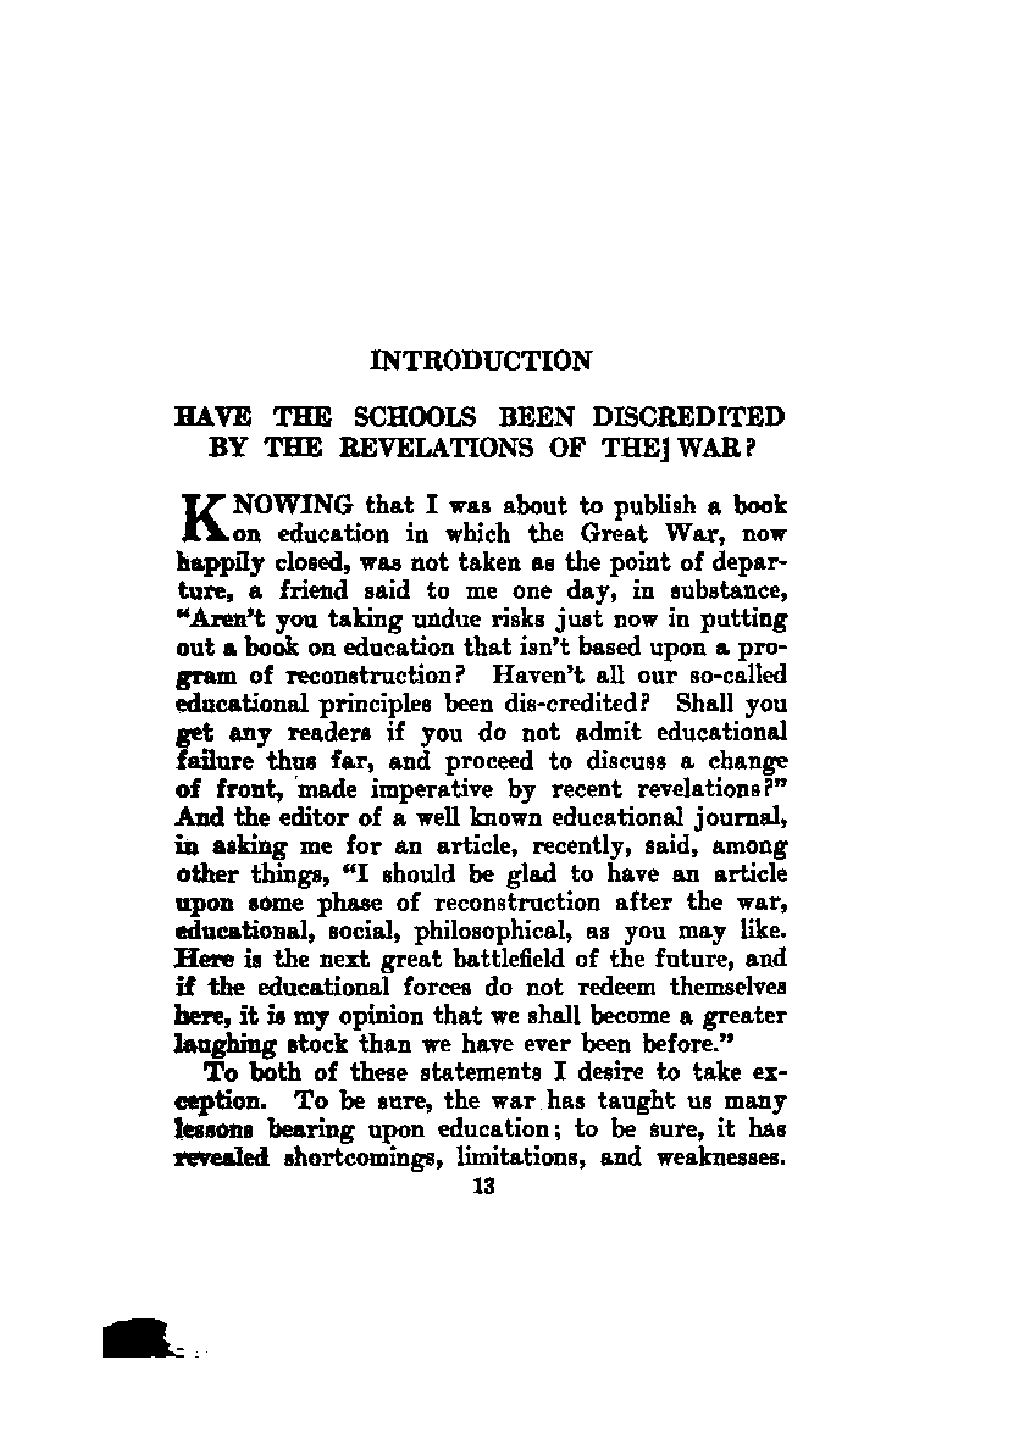 INTRODUCTION
HAVE THE SCHOOLS BEEN DISCREDITED
BY THE REVELATIONS OF THE] WAR?
KNOWING that I was about to publish a book
on education in which the Great War, now
happily closed, was not taken as the point of depar-
ture, a friend said to me one day, in substance,
“Aren’t you taking undue risks just now in putting
out a book on education that isn’t based upon a pro-
gram of reconstruction? Haven’t all our so-called
educational principles been dis-credited? Shall you
get any readers if you do not admit educational
failure thus far, and proceed to discuss a change
of front, made imperative by recent revelations?”
And the editor of a well known educational journal,
in asking me for an article, recently, said, among
other things, “I should be glad to have an article
upon some phase of reconstruction after the war,
educational, social, philosophical, as you may like.
Here is the next great battlefield of the future, and
if the educational forces do not redeem themselves
here, it is my opinion that we shall become a greater
laughing stock than we have ever been before.”
To both of these statements I desire to take ex-
ception. To be sure, the war has taught us many
lessons bearing upon education; to be sure, it has
revealed shortcomings, limitations, and weaknesses.
13